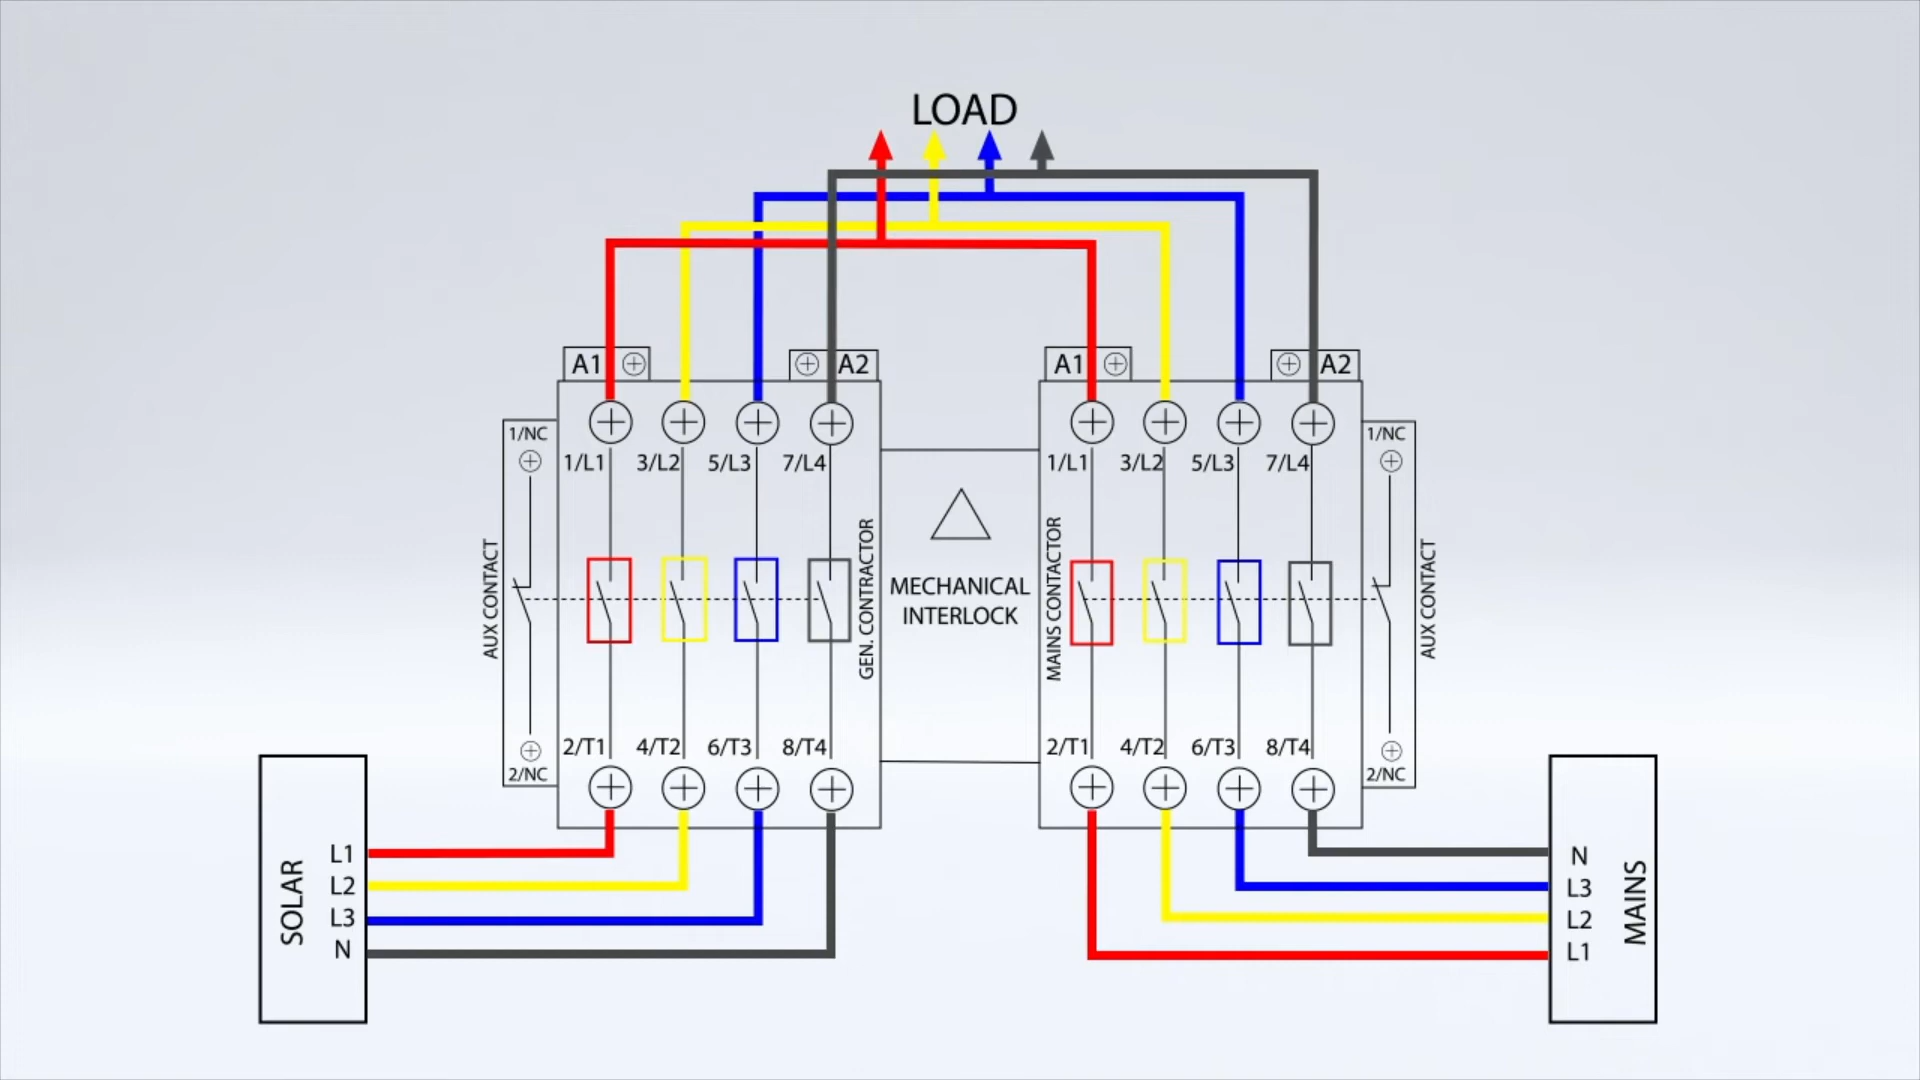 LOAD
A1
A2
A1
A2
1/NC
1/L1
3/L2
5/L3
7/L4
1/L1
3/L2
5/L3
7/L4
1/NC
AUX CONTACT
GEN. CONTRACTOR
MECHANICAL
INTERLOCK
MAINS CONTACTOR
AUX CONTACT
2/T1
4/T2
6/T3
8/T4
2/T1
4/T2
6/T3
8/T4
2/NC
2/NC
SOLAR
L1
L2
L3
N
N
L3
L2
L1
MAINS